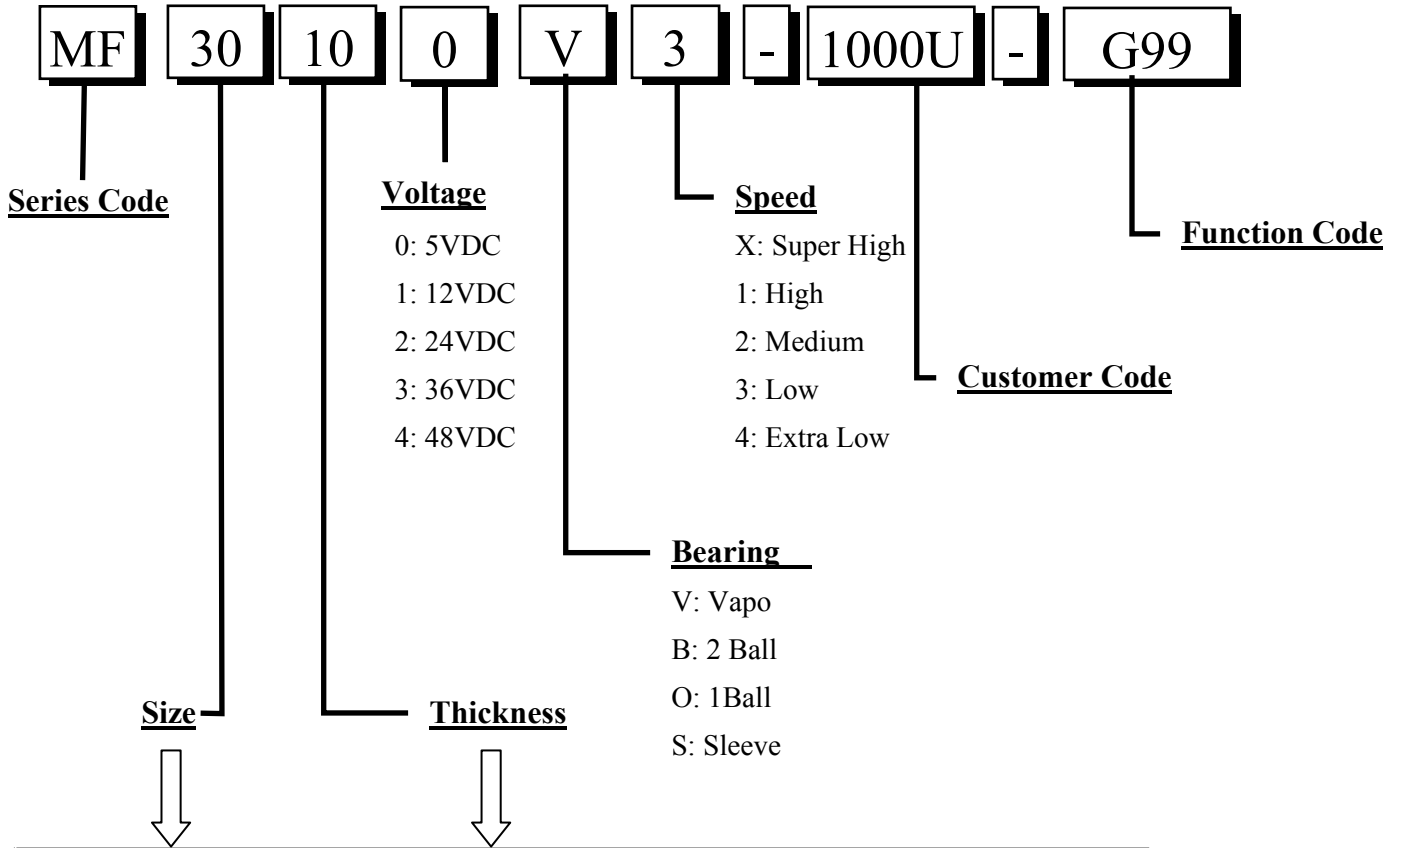 MF 30 10 0 V 3 - 1000U - G99
Series Code
Voltage
0: 5VDC
1: 12VDC
2: 24VDC
3: 36VDC
4: 48VDC
Speed
X: Super High
1: High
2: Medium
3: Low
4: Extra Low
Function Code
Customer Code
Bearing
V: Vapo
B: 2 Ball
O: 1Ball
S: Sleeve
Size
Thickness